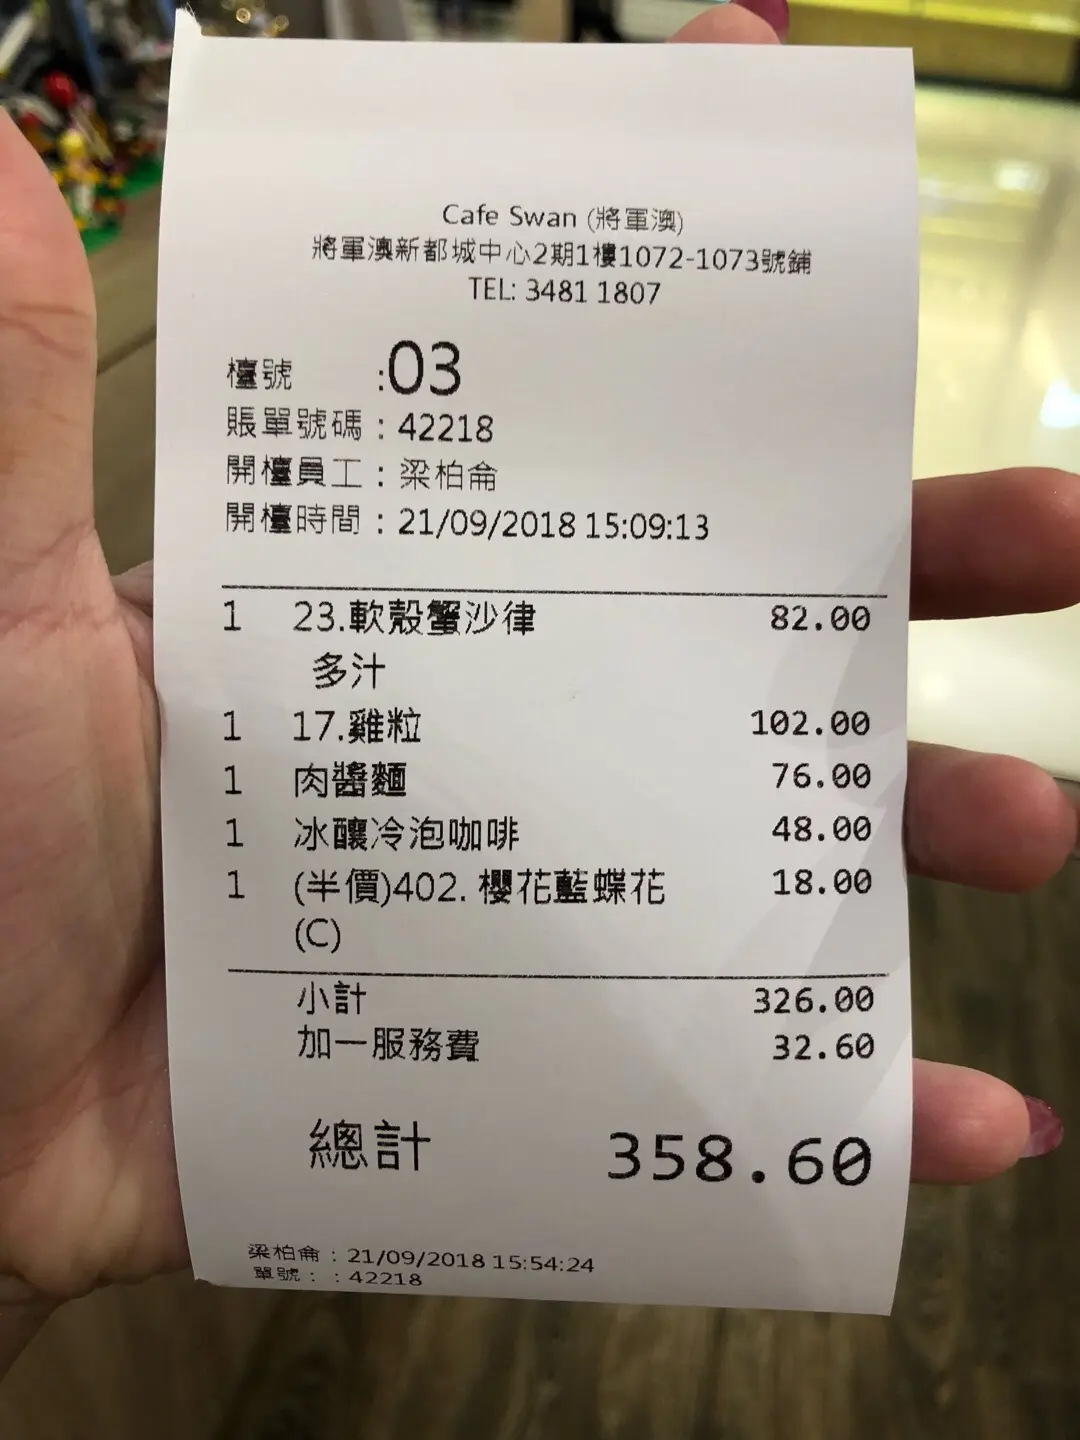 Cafe Swan (將軍澳)
將軍澳新都城中心2期1樓1072-1073號鋪
TEL: 3481 1807
檯號 :03
賬單號碼 : 42218
開檯員工 : 梁柏侖
開檯時間 : 21/09/2018 15:09:13
1 23.軟殼蟹沙律 82.00
多汁
1 17.雞粒 102.00
1 肉醬麵 76.00
1 冰釀冷泡咖啡 48.00
1 (半價)402. 櫻花藍蝶花 18.00
(C)
小計 326.00
加一服務費 32.60
總計 358.60
梁柏侖 : 21/09/2018 15:54:24
單號 : : 42218